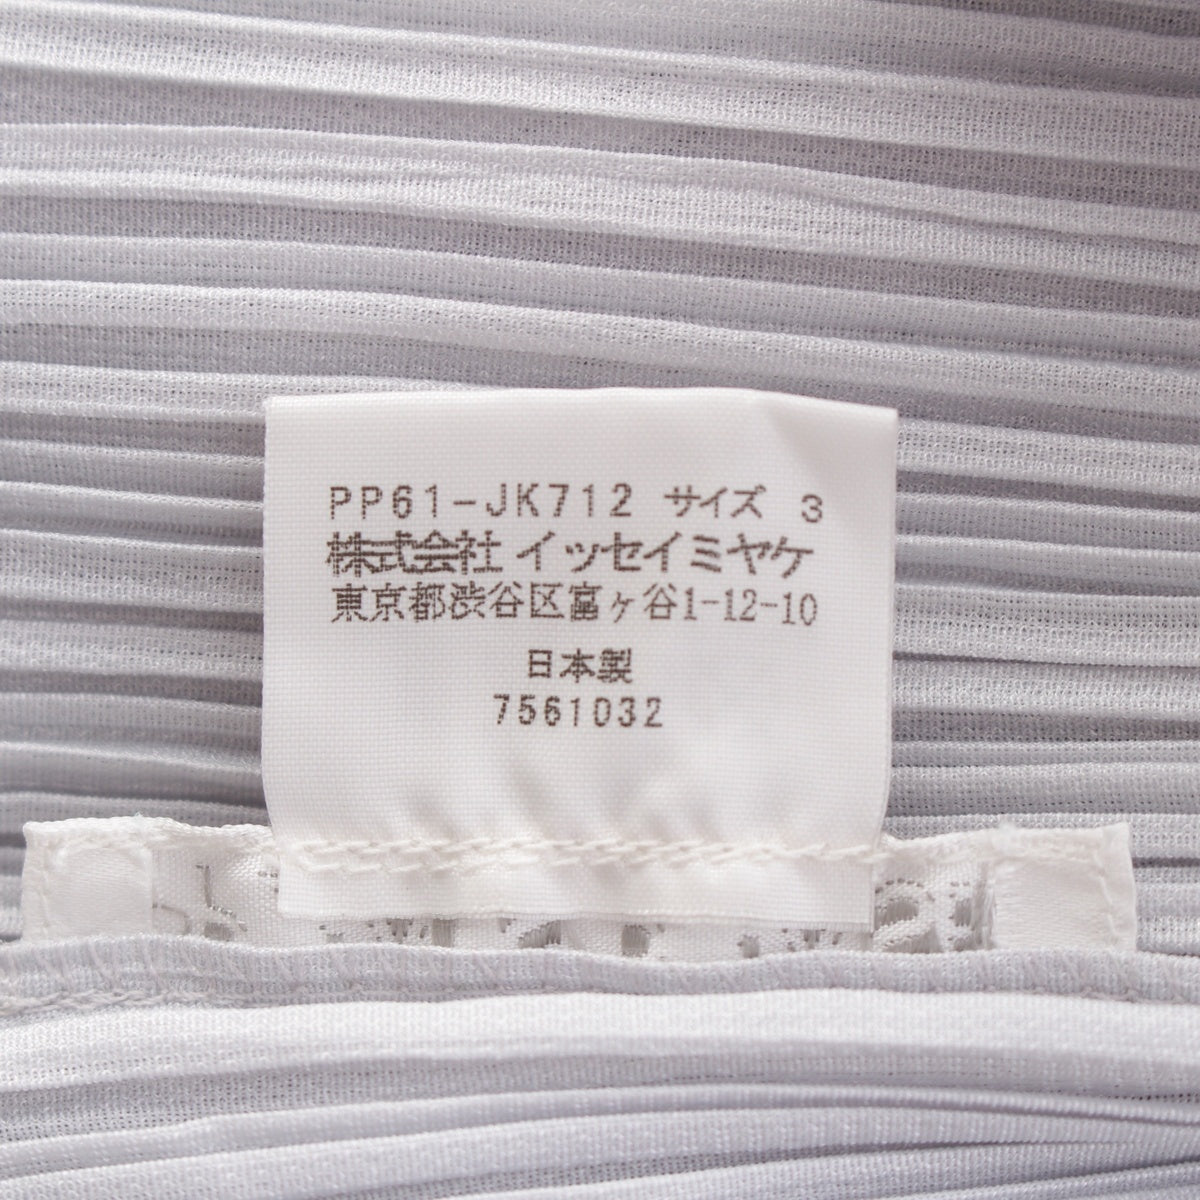 PP61-JK712 サイズ 3
株式会社 イッセイミヤケ
東京都渋谷区富ヶ谷1-12-10
日本製
7561032